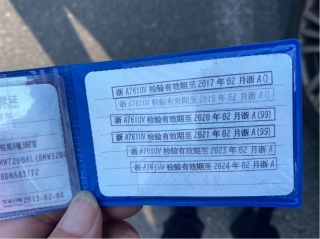 浙A761UV 检验有效期至2017年02月浙A()
浙A761UV 检验有效期至2019年02月浙A()
浙A761UV 检验有效期至2020年02月浙A(99)
浙A761UV 检验有效期至2021年02月浙A(99)
浙A761UV 检验有效期至2023年02月浙A
浙A761UV 检验有效期至2024年02月浙A
2013-02-04